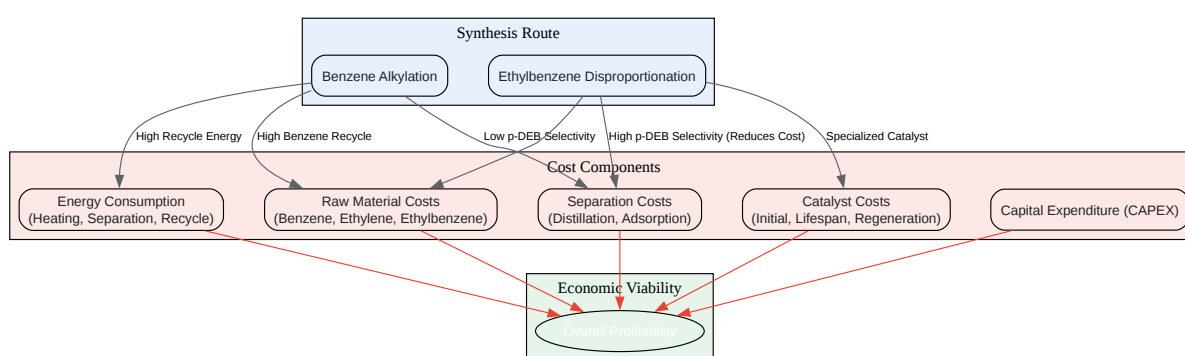 Synthesis Route
Benzene Alkylation
Ethylbenzene Disproportionation
High Recycle Energy
High Benzene Recycle
Low p-DEB Selectivity
High p-DEB Selectivity (Reduces Cost)
Specialized Catalyst
Cost Components
Energy Consumption
(Heating, Separation, Recycle)
Raw Material Costs
(Benzene, Ethylene, Ethylbenzene)
Separation Costs
(Distillation, Adsorption)
Catalyst Costs
(Initial, Lifespan, Regeneration)
Capital Expenditure (CAPEX)
Economic Viability
Overall Profitability